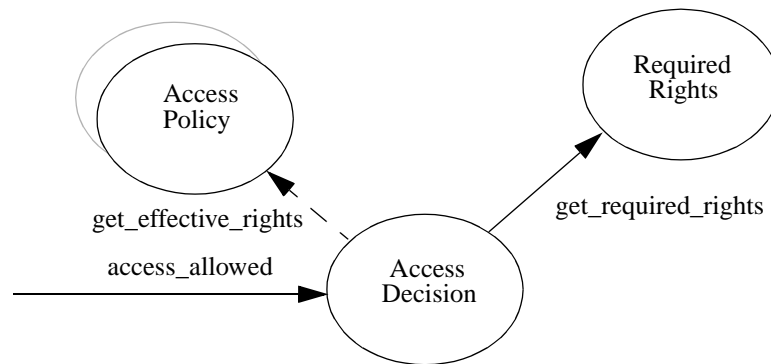 Access
Policy
Required
Rights
get_effective_rights
get_required_rights
access_allowed
Access
Decision